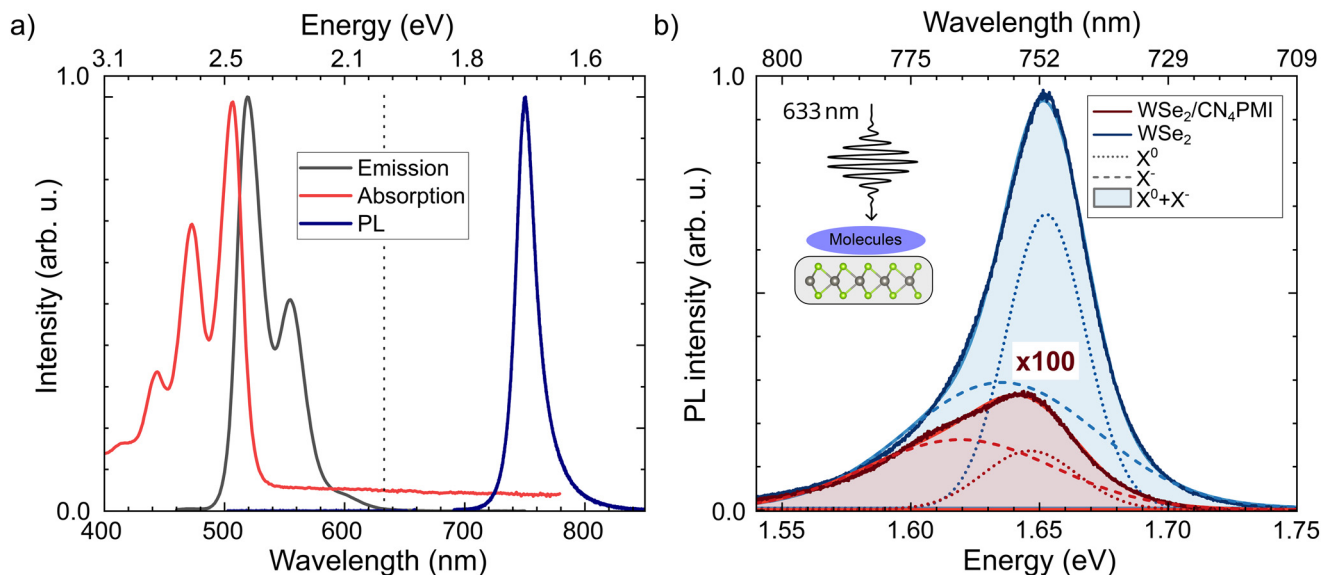 a)
Energy (eV)
3.1 2.5 2.1 1.8 1.6
1.0
0.0
Intensity (arb. u.)
Emission
Absorption
PL
400 500 600 700 800
Wavelength (nm)
b)
Wavelength (nm)
800 775 752 729 709
1.0
0.0
PL intensity (arb. u.)
633 nm
Molecules
WSe₂/CN₄PMI
WSe₂
X⁰
X⁻
X⁰+X⁻
x100
1.55 1.60 1.65 1.70 1.75
Energy (eV)